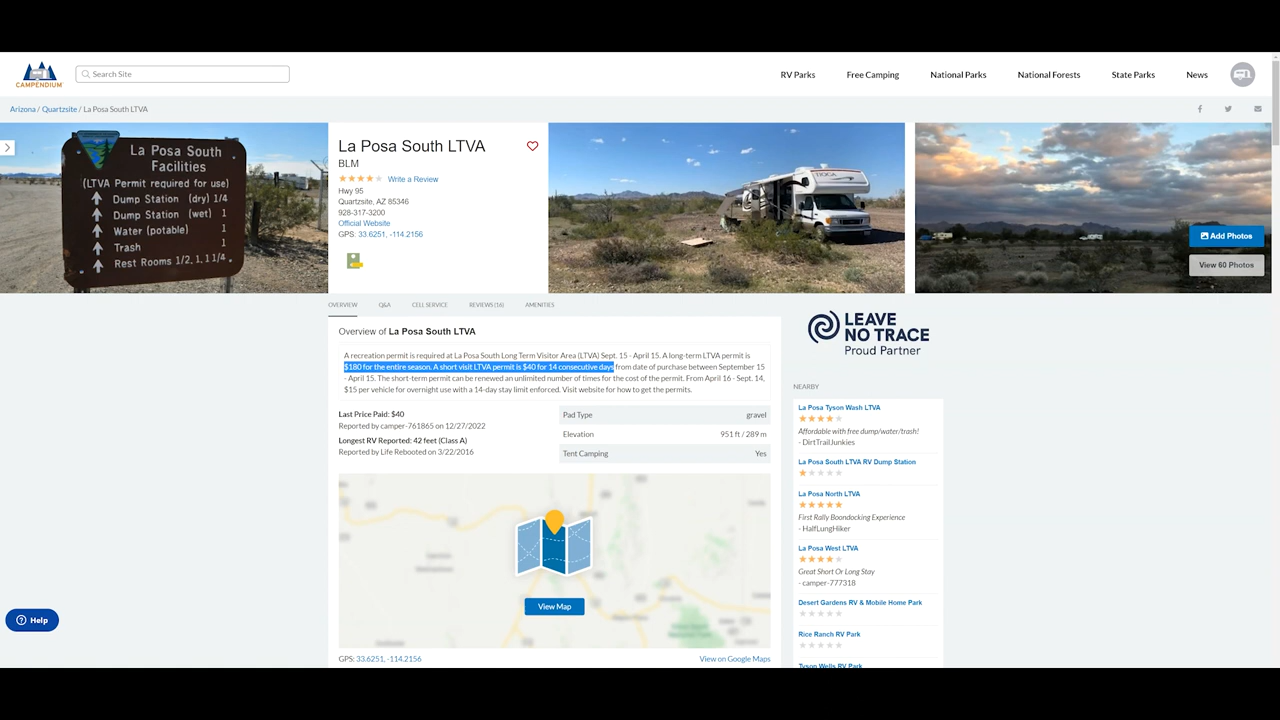 CAMPENDIUM
Search Site
RV Parks
Free Camping
National Parks
National Forests
State Parks
News
Arizona / Quartzsite / La Posa South LTVA
La Posa South
Facilities
(LTVA Permit required for use)
Dump Station (dry) 1/4
Dump Station (wet) 1
Water (potable) 1
Trash 1
Rest Rooms 1/2, 1, 1 1/4
La Posa South LTVA
BLM
Write a Review
Hwy 95
Quartzsite, AZ 85346
928-317-3200
Official Website
GPS: 33.6251, -114.2156
TIOGA
Add Photos
View 60 Photos
OVERVIEW
Q&A
CELL SERVICE
REVIEWS (16)
AMENITIES
Overview of La Posa South LTVA
A recreation permit is required at La Posa South Long Term Visitor Area (LTVA) Sept. 15 - April 15. A long-term LTVA permit is
$180 for the entire season. A short visit LTVA permit is $40 for 14 consecutive days from date of purchase between September 15
- April 15. The short-term permit can be renewed an unlimited number of times for the cost of the permit. From April 16 - Sept. 14,
$15 per vehicle for overnight use with a 14-day stay limit enforced. Visit website for how to get the permits.
Last Price Paid: $40
Reported by camper-761865 on 12/27/2022
Longest RV Reported: 42 feet (Class A)
Reported by Life Rebooted on 3/22/2016
Pad Type gravel
Elevation 951 ft / 289 m
Tent Camping Yes
View Map
GPS: 33.6251, -114.2156
View on Google Maps
LEAVE
NO TRACE
Proud Partner
NEARBY
La Posa Tyson Wash LTVA
Affordable with free dump/water/trash!
- DirtTrailJunkies
La Posa South LTVA RV Dump Station
La Posa North LTVA
First Rally Boondocking Experience
- HalfLungHiker
La Posa West LTVA
Great Short Or Long Stay
- camper-777318
Desert Gardens RV & Mobile Home Park
Rice Ranch RV Park
Tyson Wells RV Park
Help